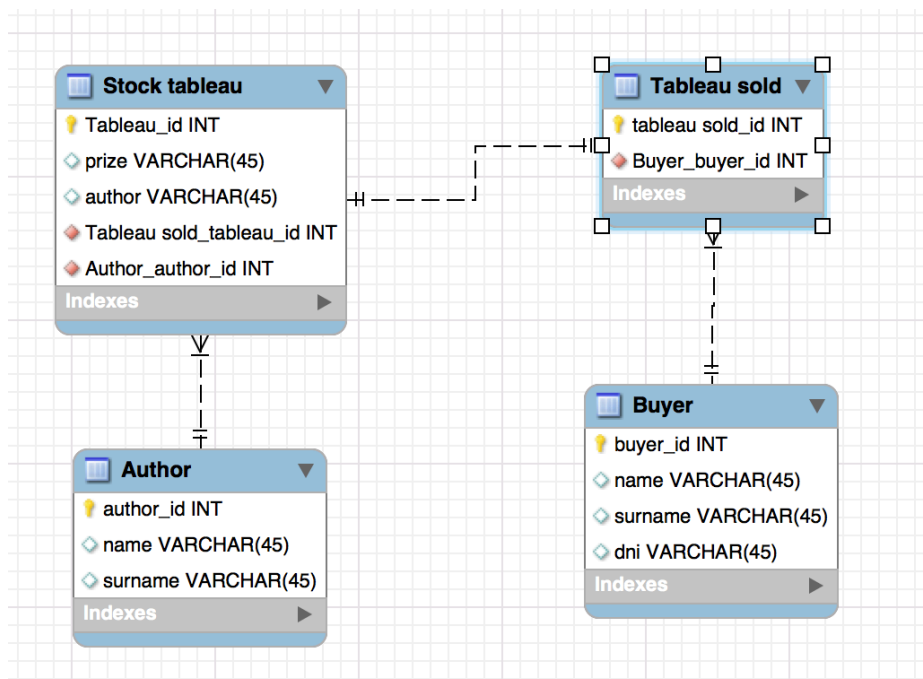 Stock tableau
Tableau_id INT
prize VARCHAR(45)
author VARCHAR(45)
Tableau sold_tableau_id INT
Author_author_id INT
Indexes
Tableau sold
tableau sold_id INT
Buyer_buyer_id INT
Indexes
Author
author_id INT
name VARCHAR(45)
surname VARCHAR(45)
Indexes
Buyer
buyer_id INT
name VARCHAR(45)
surname VARCHAR(45)
dni VARCHAR(45)
Indexes